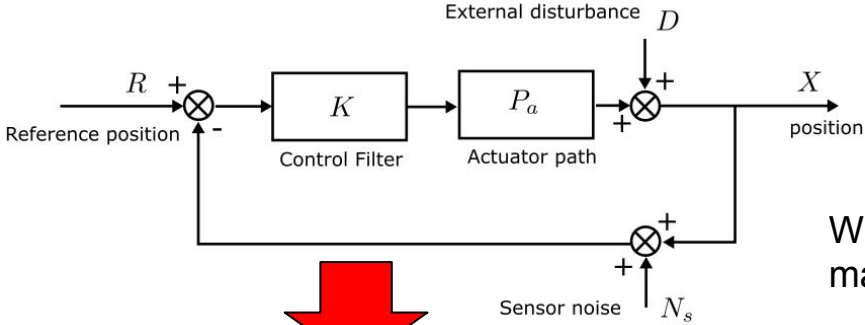 External disturbance
D
R
+
+
X
K
P_a
Reference position
-
+
position
Control Filter
Actuator path
+
+
Sensor noise
N_s
W
ma